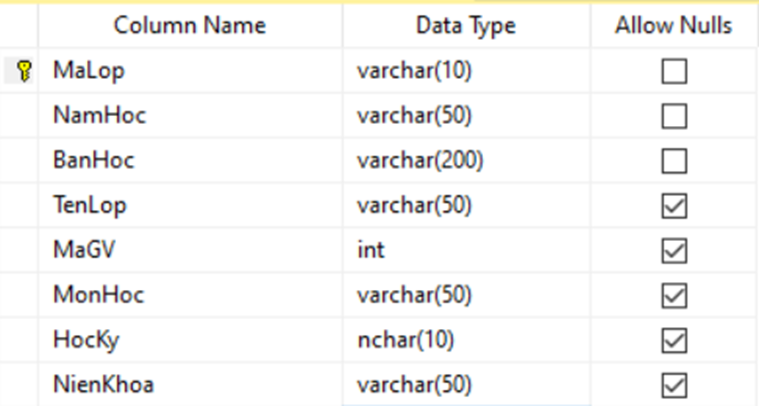 Column Name Data Type Allow Nulls
MaLop varchar(10)
NamHoc varchar(50)
BanHoc varchar(200)
TenLop varchar(50)
MaGV int
MonHoc varchar(50)
HocKy nchar(10)
NienKhoa varchar(50)